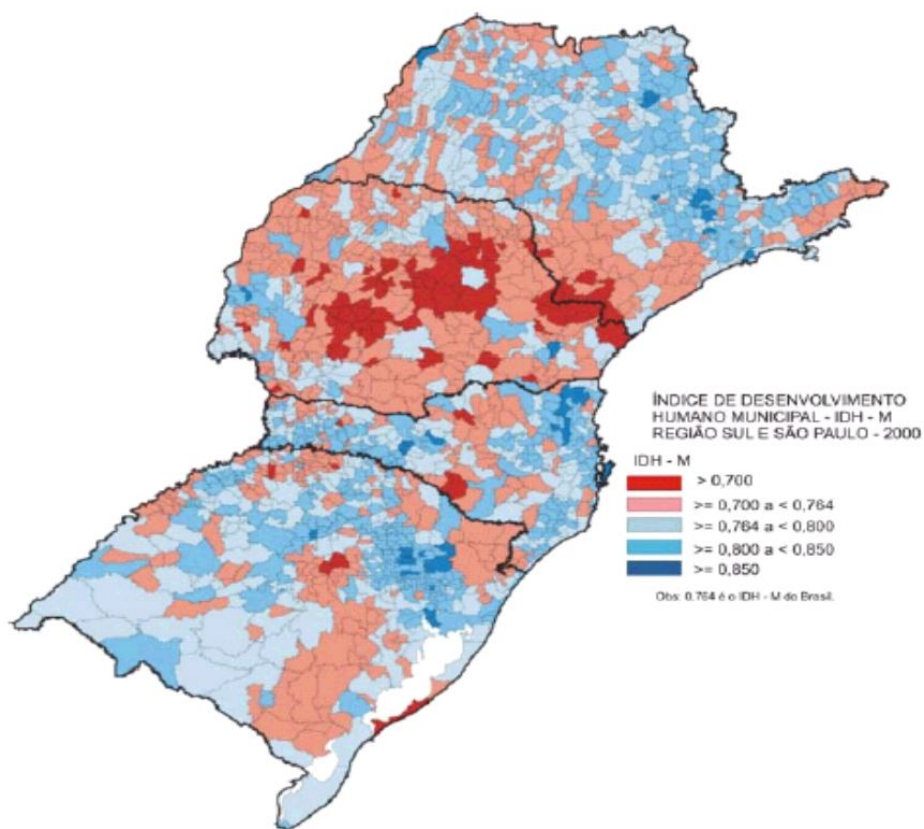 ÍNDICE DE DESENVOLVIMENTO
HUMANO MUNICIPAL - IDH - M
REGIÃO SUL E SÃO PAULO - 2000
IDH - M
> 0,700
>= 0,700 a < 0,764
>= 0,764 a < 0,800
>= 0,800 a < 0,850
>= 0,850
Obs: 0,764 é o IDH - M do Brasil.